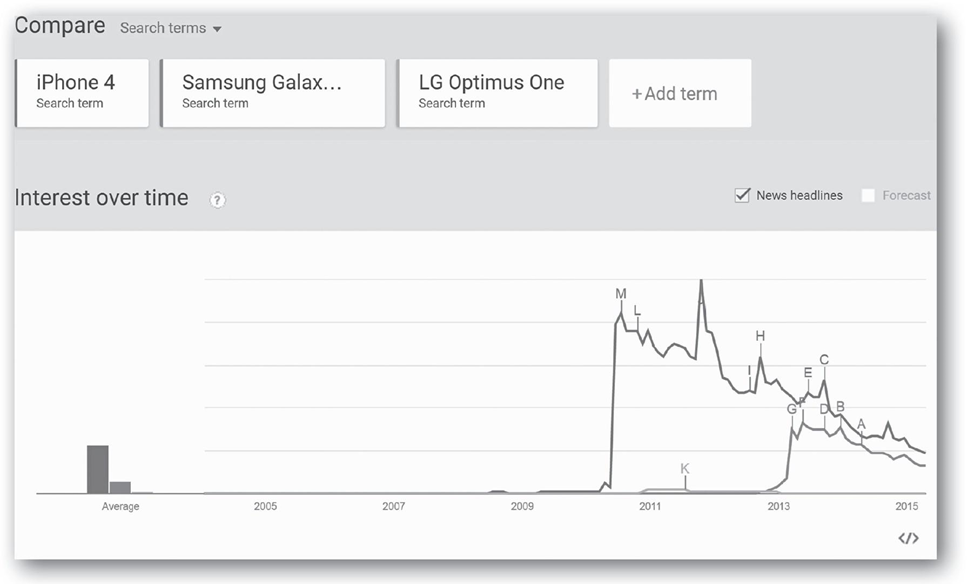 Compare Search terms
iPhone 4 Samsung Galax... LG Optimus One
Search term Search term Search term
+ Add term
Interest over time ?
News headlines Forecast
M
L
H
C
I
E
G F D B
A
K
Average 2005 2007 2009 2011 2013 2015
</>